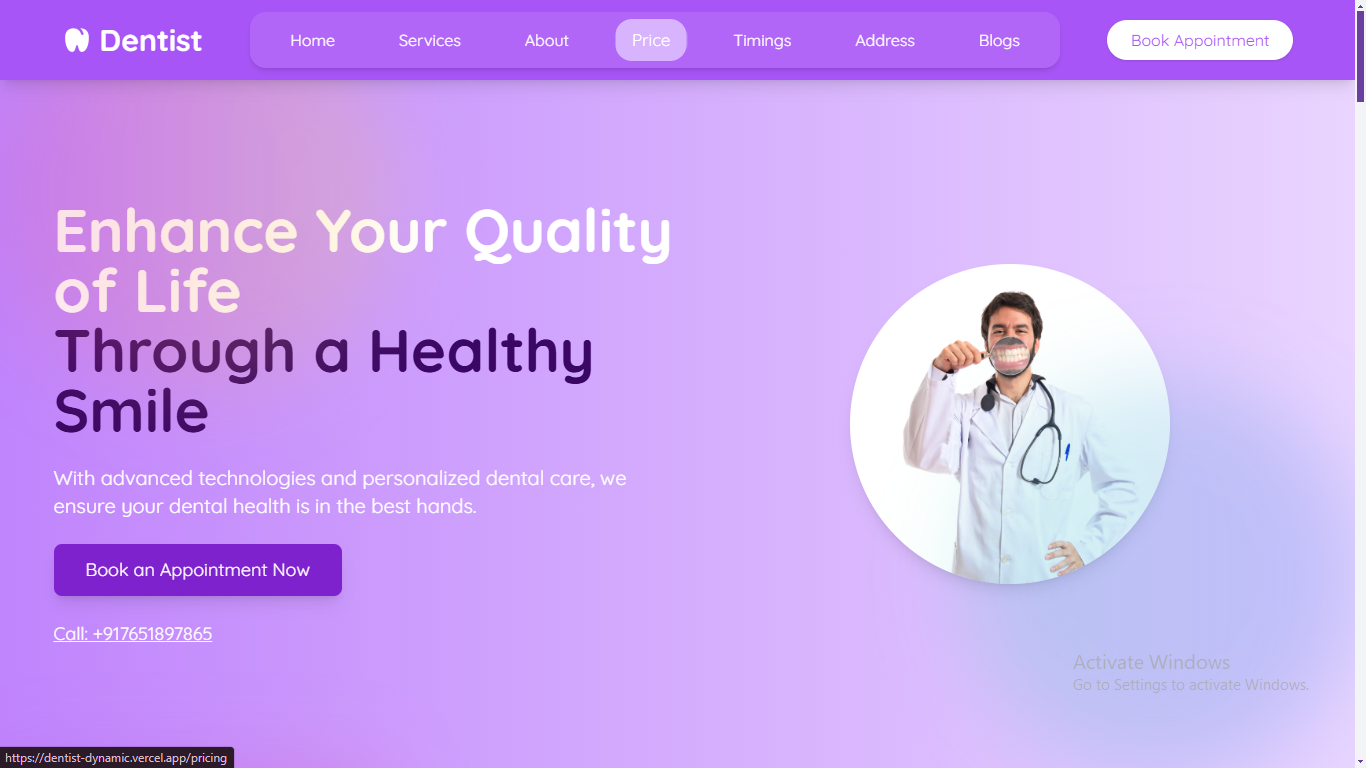 Dentist
Home Services About Price Timings Address Blogs
Book Appointment
Enhance Your Quality
of Life
Through a Healthy
Smile
With advanced technologies and personalized dental care, we
ensure your dental health is in the best hands.
Book an Appointment Now
Call: +917651897865
Activate Windows
Go to Settings to activate Windows.
https://dentist-dynamic.vercel.app/pricing